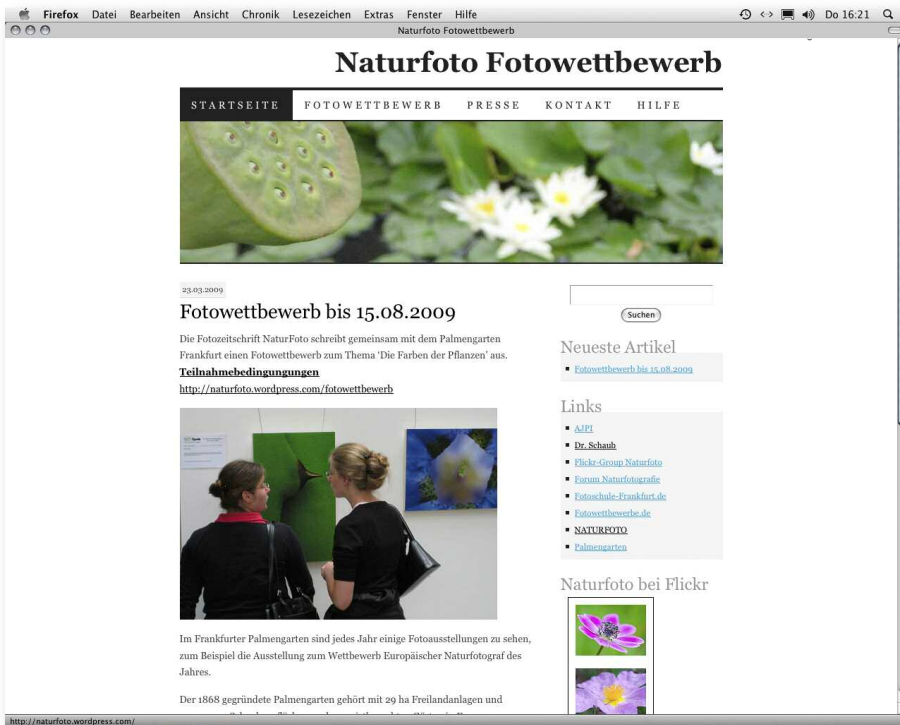 Firefox Datei Bearbeiten Ansicht Chronik Lesezeichen Extras Fenster Hilfe Do 16:21
Naturfoto Fotowettbewerb
Naturfoto Fotowettbewerb
STARTSEITE FOTOWETTBEWERB PRESSE KONTAKT HILFE
23.03.2009
Fotowettbewerb bis 15.08.2009
Die Fotozeitschrift NaturFoto schreibt gemeinsam mit dem Palmengarten
Frankfurt einen Fotowettbewerb zum Thema 'Die Farben der Pflanzen' aus.
Teilnahmebedingungungen
http://naturfoto.wordpress.com/fotowettbewerb
Im Frankfurter Palmengarten sind jedes Jahr einige Fotoausstellungen zu sehen,
zum Beispiel die Ausstellung zum Wettbewerb Europäischer Naturfotograf des
Jahres.
Der 1868 gegründete Palmengarten gehört mit 29 ha Freilandanlagen und
Suchen
Neueste Artikel
Fotowettbewerb bis 15.08.2009
Links
AJPI
Dr. Schaub
Flickr-Group Naturfoto
Forum Naturfotografie
Fotoschule-Frankfurt.de
Fotowettbewerbe.de
NATURFOTO
Palmengarten
Naturfoto bei Flickr
http://naturfoto.wordpress.com/